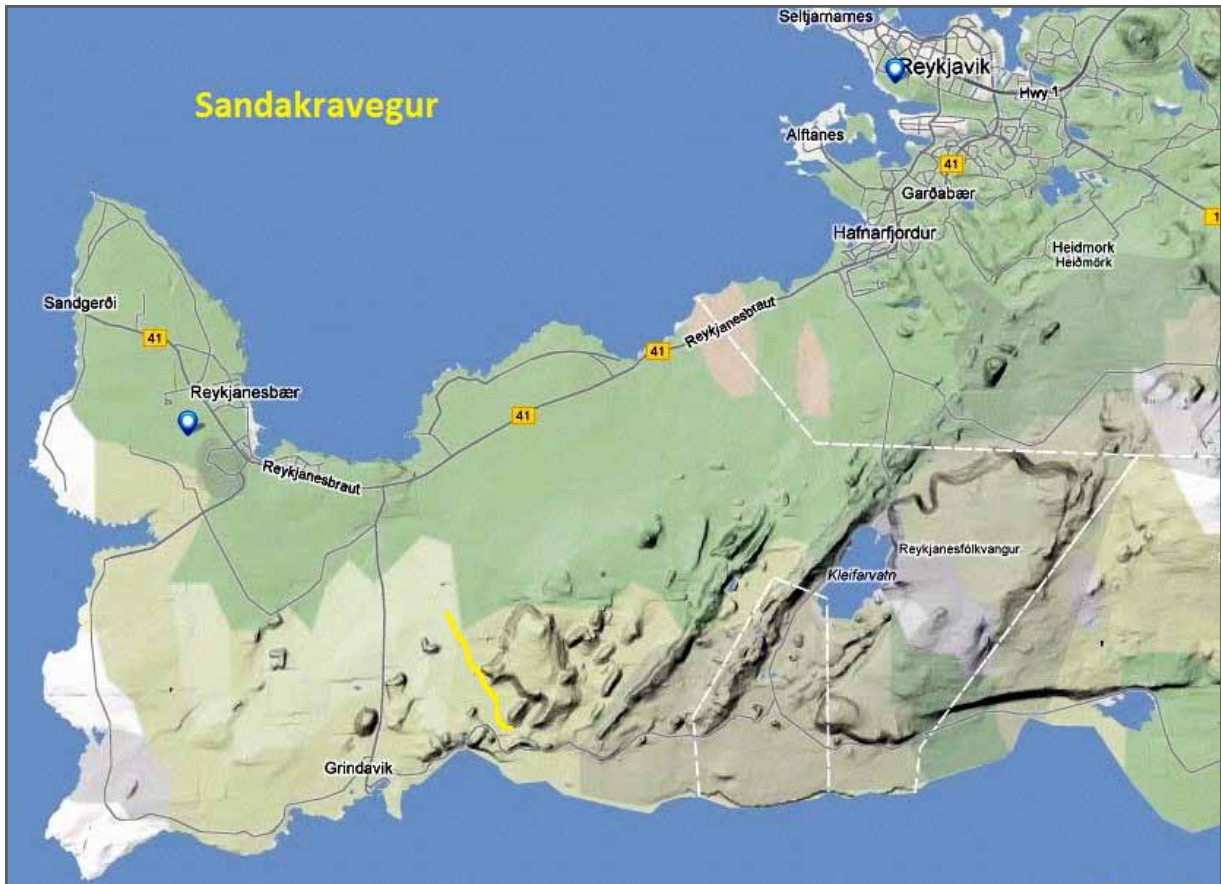 Seltjarnarnes
Reykjavik
Sandakravegur
Hwy 1
Alftanes
41
Garðabær
1
Hafnarfjordur
Heidmork
Heiðmörk
Sandgerði
Reykjanesbraut
41
41
Reykjanesbær
41
Reykjanesbraut
Reykjanesfólkvangur
Kleifarvatn
Grindavik